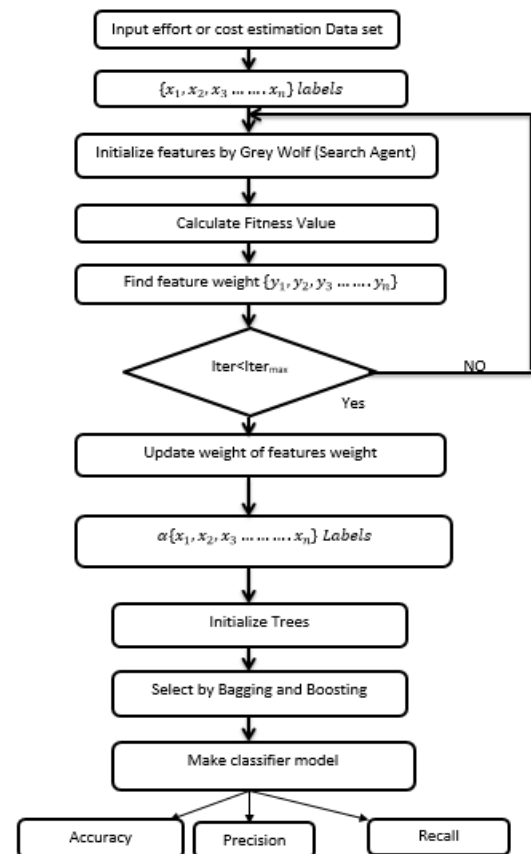 Input effort or cost estimation Data set
{x₁, x₂, x₃ ……. xₙ} labels
Initialize features by Grey Wolf (Search Agent)
Calculate Fitness Value
Find feature weight {y₁, y₂, y₃ ……. yₙ}
Iter<Iterₘₐₓ
NO
Yes
Update weight of features weight
α{x₁, x₂, x₃ ………. xₙ} Labels
Initialize Trees
Select by Bagging and Boosting
Make classifier model
Accuracy
Precision
Recall